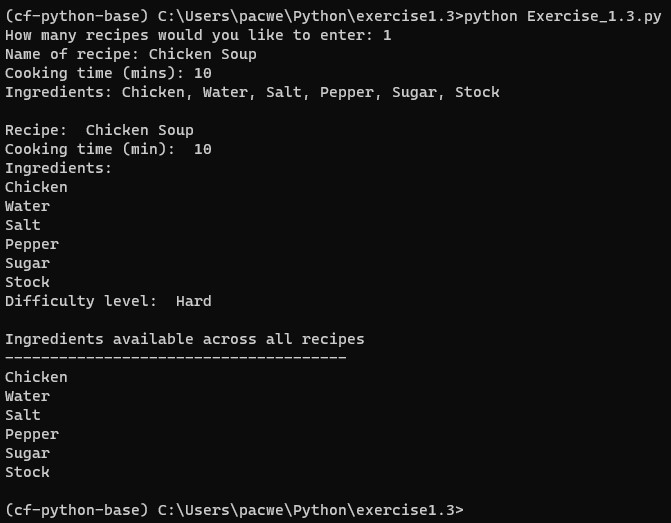 (cf-python-base) C:\Users\pacwe\Python\exercise1.3>python Exercise_1.3.py
How many recipes would you like to enter: 1
Name of recipe: Chicken Soup
Cooking time (mins): 10
Ingredients: Chicken, Water, Salt, Pepper, Sugar, Stock
Recipe:  Chicken Soup
Cooking time (min):  10
Ingredients:
Chicken
Water
Salt
Pepper
Sugar
Stock
Difficulty level:  Hard
Ingredients available across all recipes
--------------------------------------
Chicken
Water
Salt
Pepper
Sugar
Stock
(cf-python-base) C:\Users\pacwe\Python\exercise1.3>